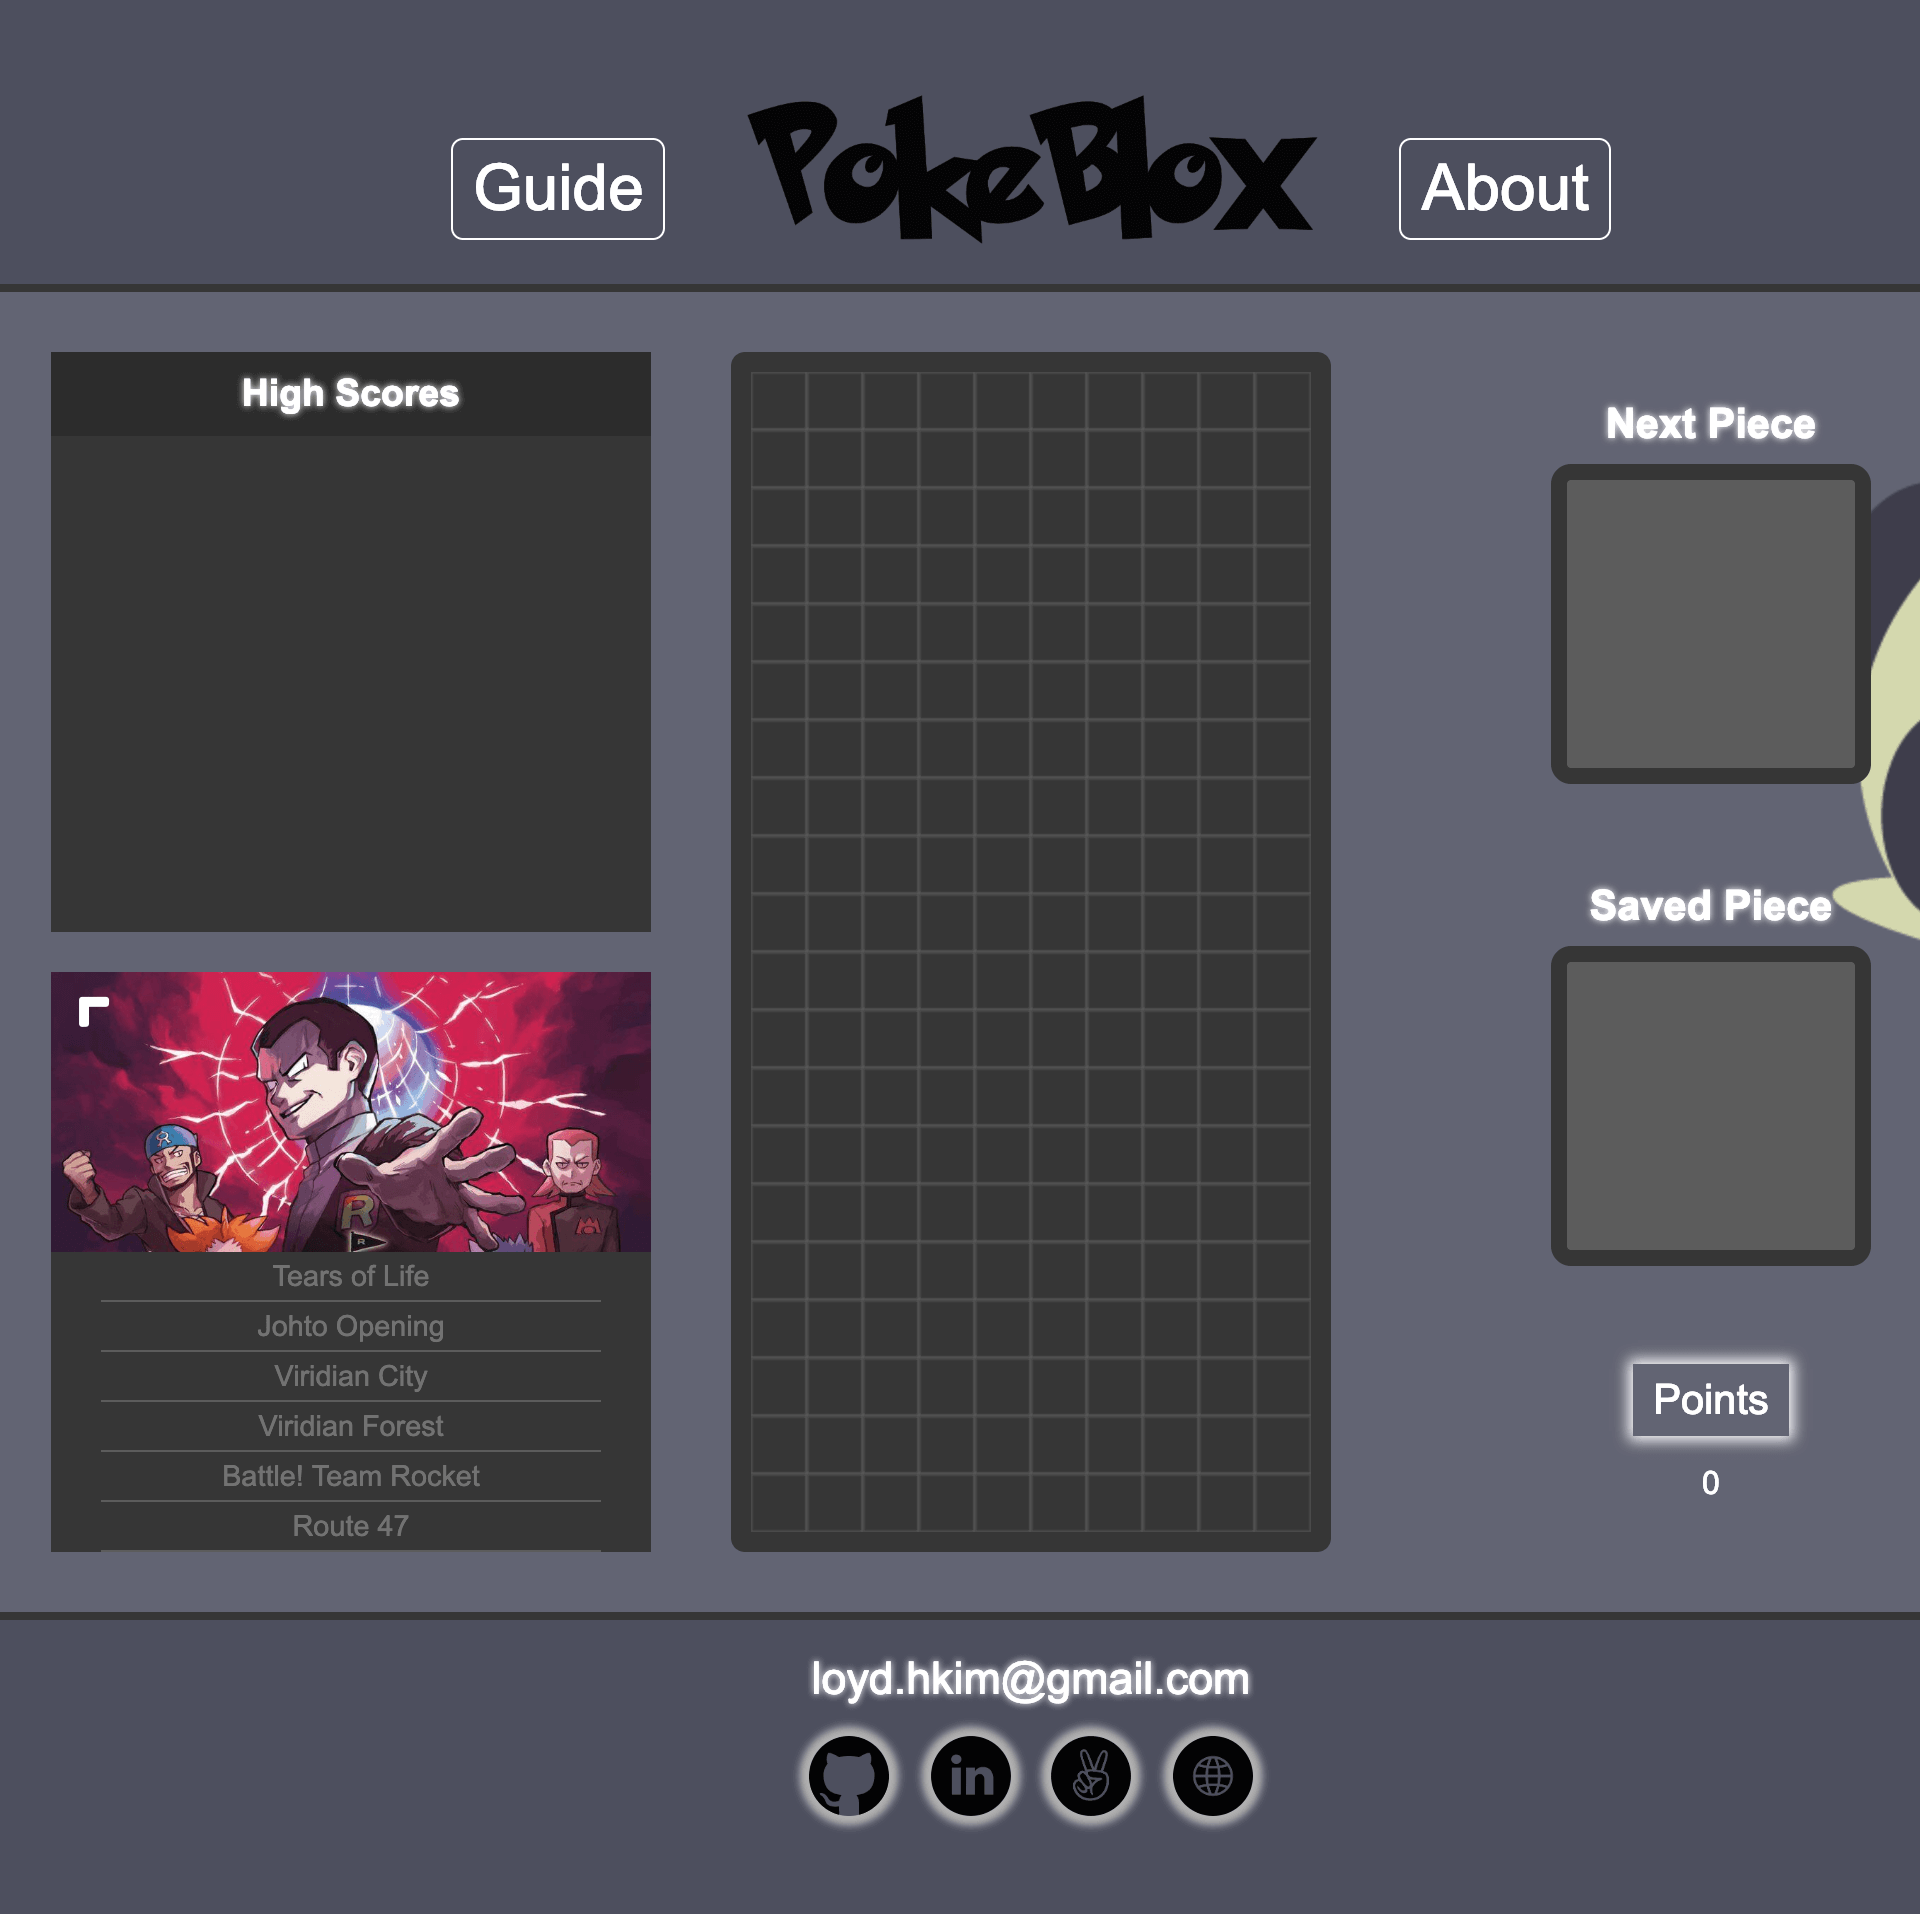 Guide
PokeBlox
About
High Scores
Next Piece
Saved Piece
R
R
Tears of Life
Johto Opening
Viridian City
Viridian Forest
Battle! Team Rocket
Route 47
Points
0
loyd.hkim@gmail.com
in